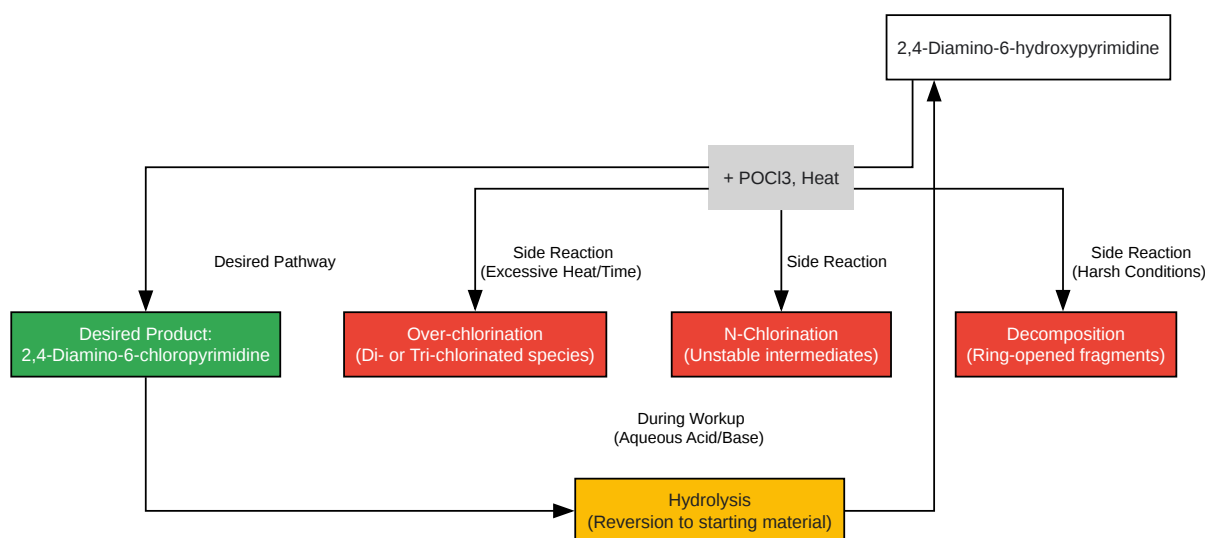 2,4-Diamino-6-hydroxypyrimidine
+ POCl3, Heat
Desired Pathway
Side Reaction
(Excessive Heat/Time)
Side Reaction
Side Reaction
(Harsh Conditions)
Desired Product:
2,4-Diamino-6-chloropyrimidine
Over-chlorination
(Di- or Tri-chlorinated species)
N-Chlorination
(Unstable intermediates)
Decomposition
(Ring-opened fragments)
During Workup
(Aqueous Acid/Base)
Hydrolysis
(Reversion to starting material)